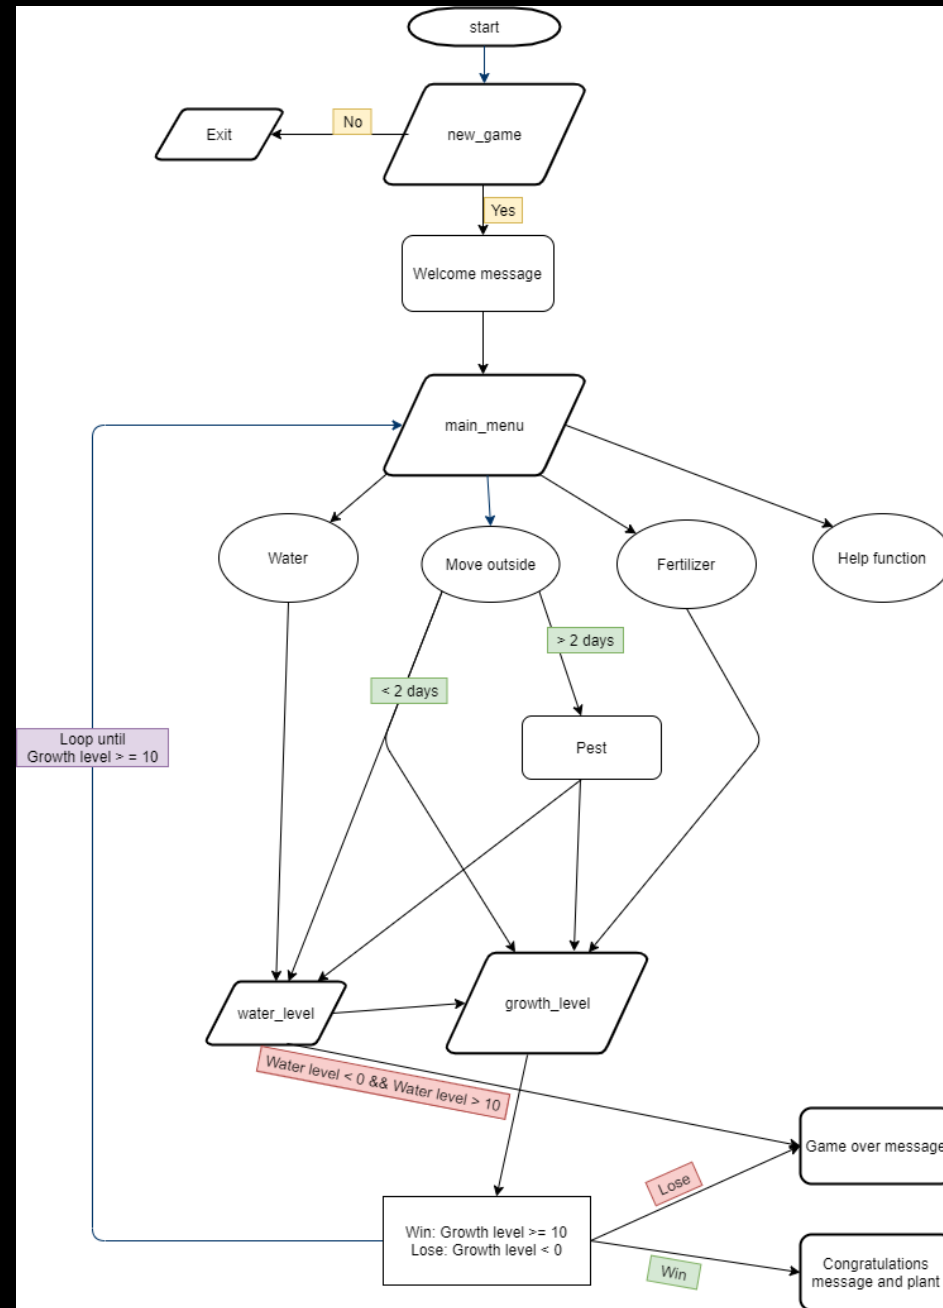 start
new_game
No
Exit
Yes
Welcome message
main_menu
Water
Move outside
Fertilizer
Help function
> 2 days
< 2 days
Pest
Loop until
Growth level > = 10
water_level
growth_level
Water level < 0 && Water level > 10
Game over message
Lose
Win: Growth level >= 10
Lose: Growth level < 0
Win
Congratulations
message and plant